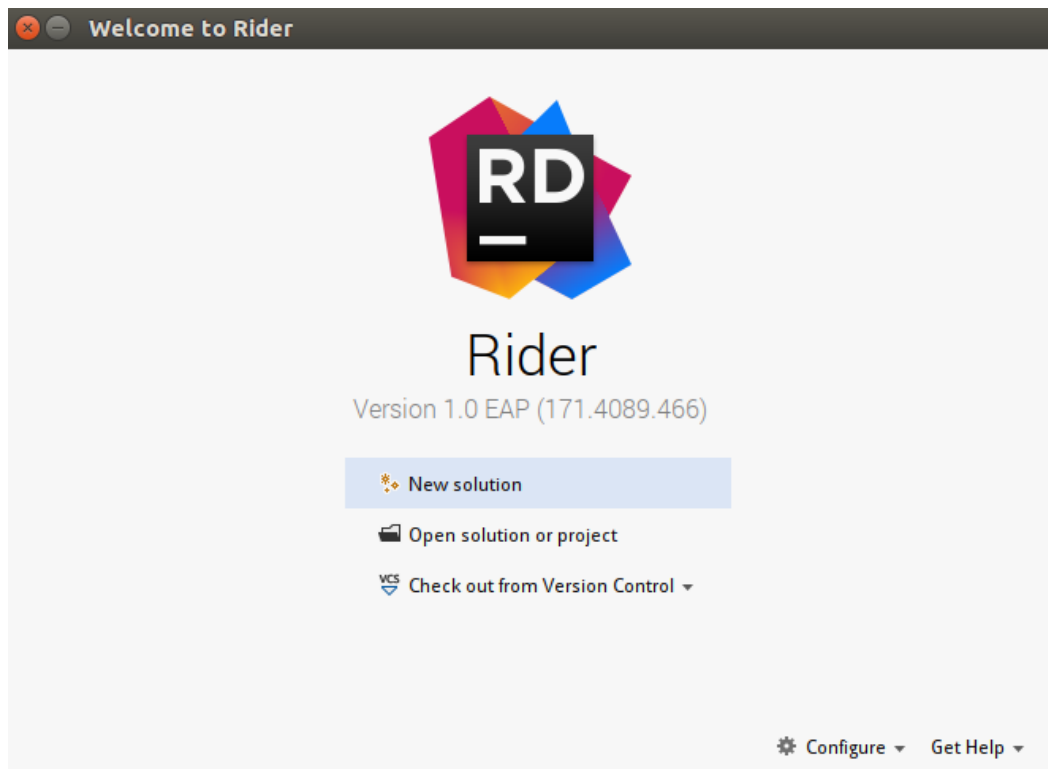 Welcome to Rider
RD
Rider
Version 1.0 EAP (171.4089.466)
New solution
Open solution or project
VCS Check out from Version Control
Configure Get Help